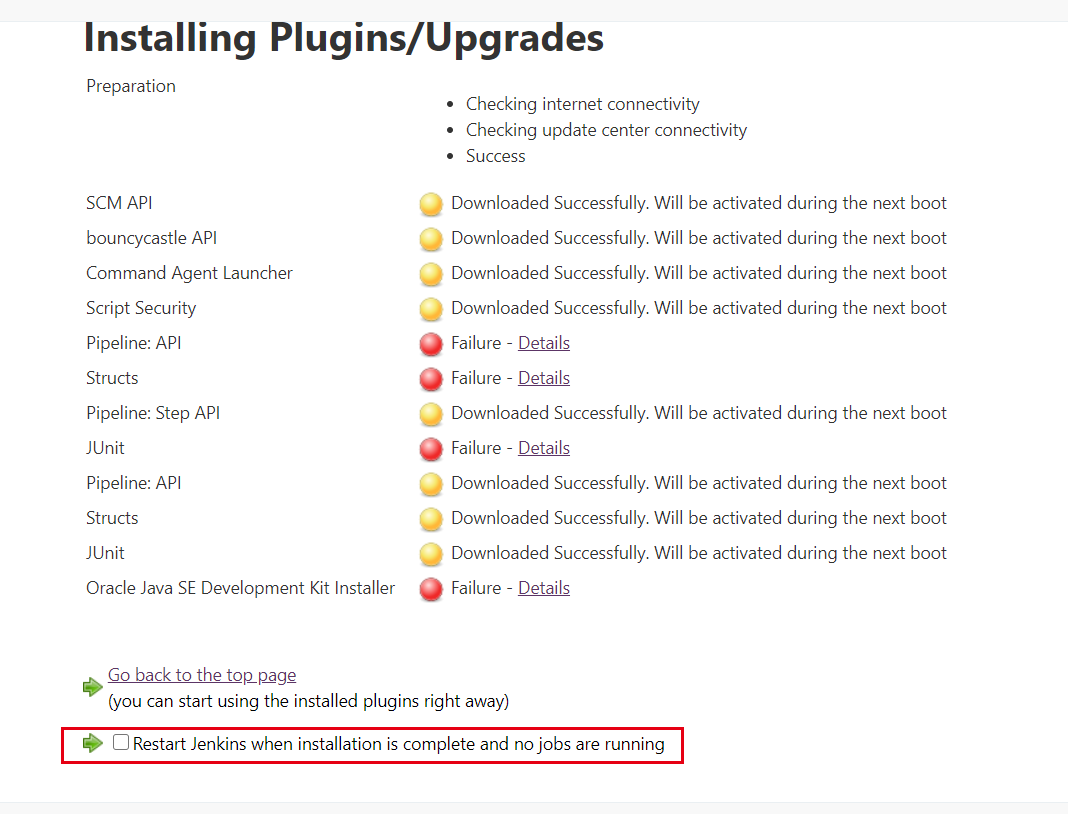 Installing Plugins/Upgrades
Preparation
Checking internet connectivity
Checking update center connectivity
Success
SCM API Downloaded Successfully. Will be activated during the next boot
bouncycastle API Downloaded Successfully. Will be activated during the next boot
Command Agent Launcher Downloaded Successfully. Will be activated during the next boot
Script Security Downloaded Successfully. Will be activated during the next boot
Pipeline: API Failure - Details
Structs Failure - Details
Pipeline: Step API Downloaded Successfully. Will be activated during the next boot
JUnit Failure - Details
Pipeline: API Downloaded Successfully. Will be activated during the next boot
Structs Downloaded Successfully. Will be activated during the next boot
JUnit Downloaded Successfully. Will be activated during the next boot
Oracle Java SE Development Kit Installer Failure - Details
Go back to the top page
(you can start using the installed plugins right away)
Restart Jenkins when installation is complete and no jobs are running